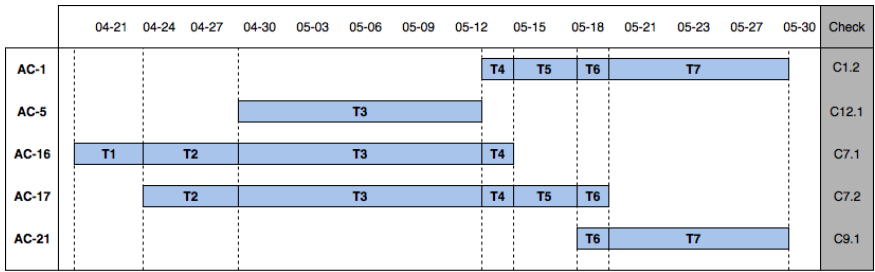 04-21 04-24 04-27 04-30 05-03 05-06 05-09 05-12 05-15 05-18 05-21 05-23 05-27 05-30 Check
AC-1 T4 T5 T6 T7 C1.2
AC-5 T3 C12.1
AC-16 T1 T2 T3 T4 C7.1
AC-17 T2 T3 T4 T5 T6 C7.2
AC-21 T6 T7 C9.1